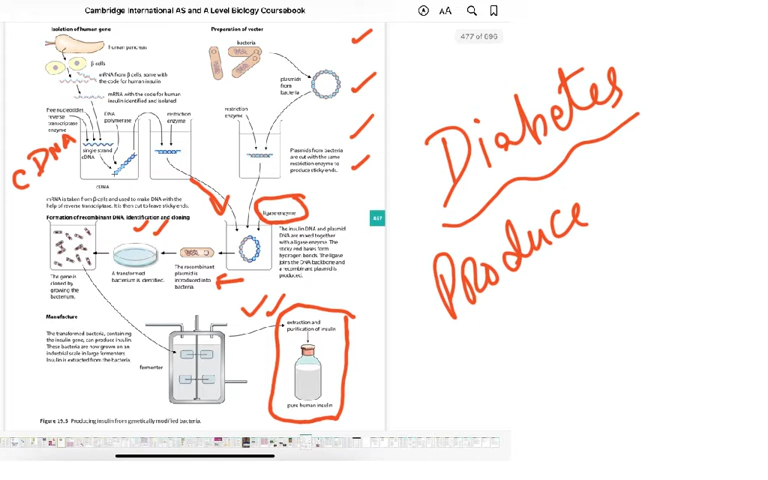 Cambridge International AS and A Level Biology Coursebook
AA
477 of 696
Isolation of human gene
human pancreas
β cells
mRNA from β cells, some with
the code for human insulin
mRNA with the code for human
insulin identified and isolated
free nucleotides
reverse
transcriptase
enzyme
DNA
polymerase
restriction
enzyme
single strand
cDNA
cDNA
mRNA is taken from β cells and used to make DNA with the
help of reverse transcriptase. It is then cut to leave sticky ends.
Preparation of vector
bacteria
plasmids
from
bacteria
restriction
enzyme
Plasmids from bacteria
are cut with the same
restriction enzyme to
produce sticky ends.
Formation of recombinant DNA, identification and cloning
ligase enzyme
The insulin DNA and plasmid
DNA are mixed together
with a ligase enzyme. The
sticky end bases form
hydrogen bonds. The ligase
joins the DNA backbone and
a recombinant plasmid is
produced.
The recombinant
plasmid is
introduced into
bacteria.
A transformed
bacterium is identified.
The gene is
cloned by
growing the
bacterium.
467
Manufacture
The transformed bacteria, containing
the insulin gene, can produce insulin.
These bacteria are now grown on an
industrial scale in large fermenters.
Insulin is extracted from the bacteria.
fermenter
extraction and
purification of insulin
pure human insulin
Figure 19.5 Producing insulin from genetically modified bacteria.
CDNA
Diabetes
Produce